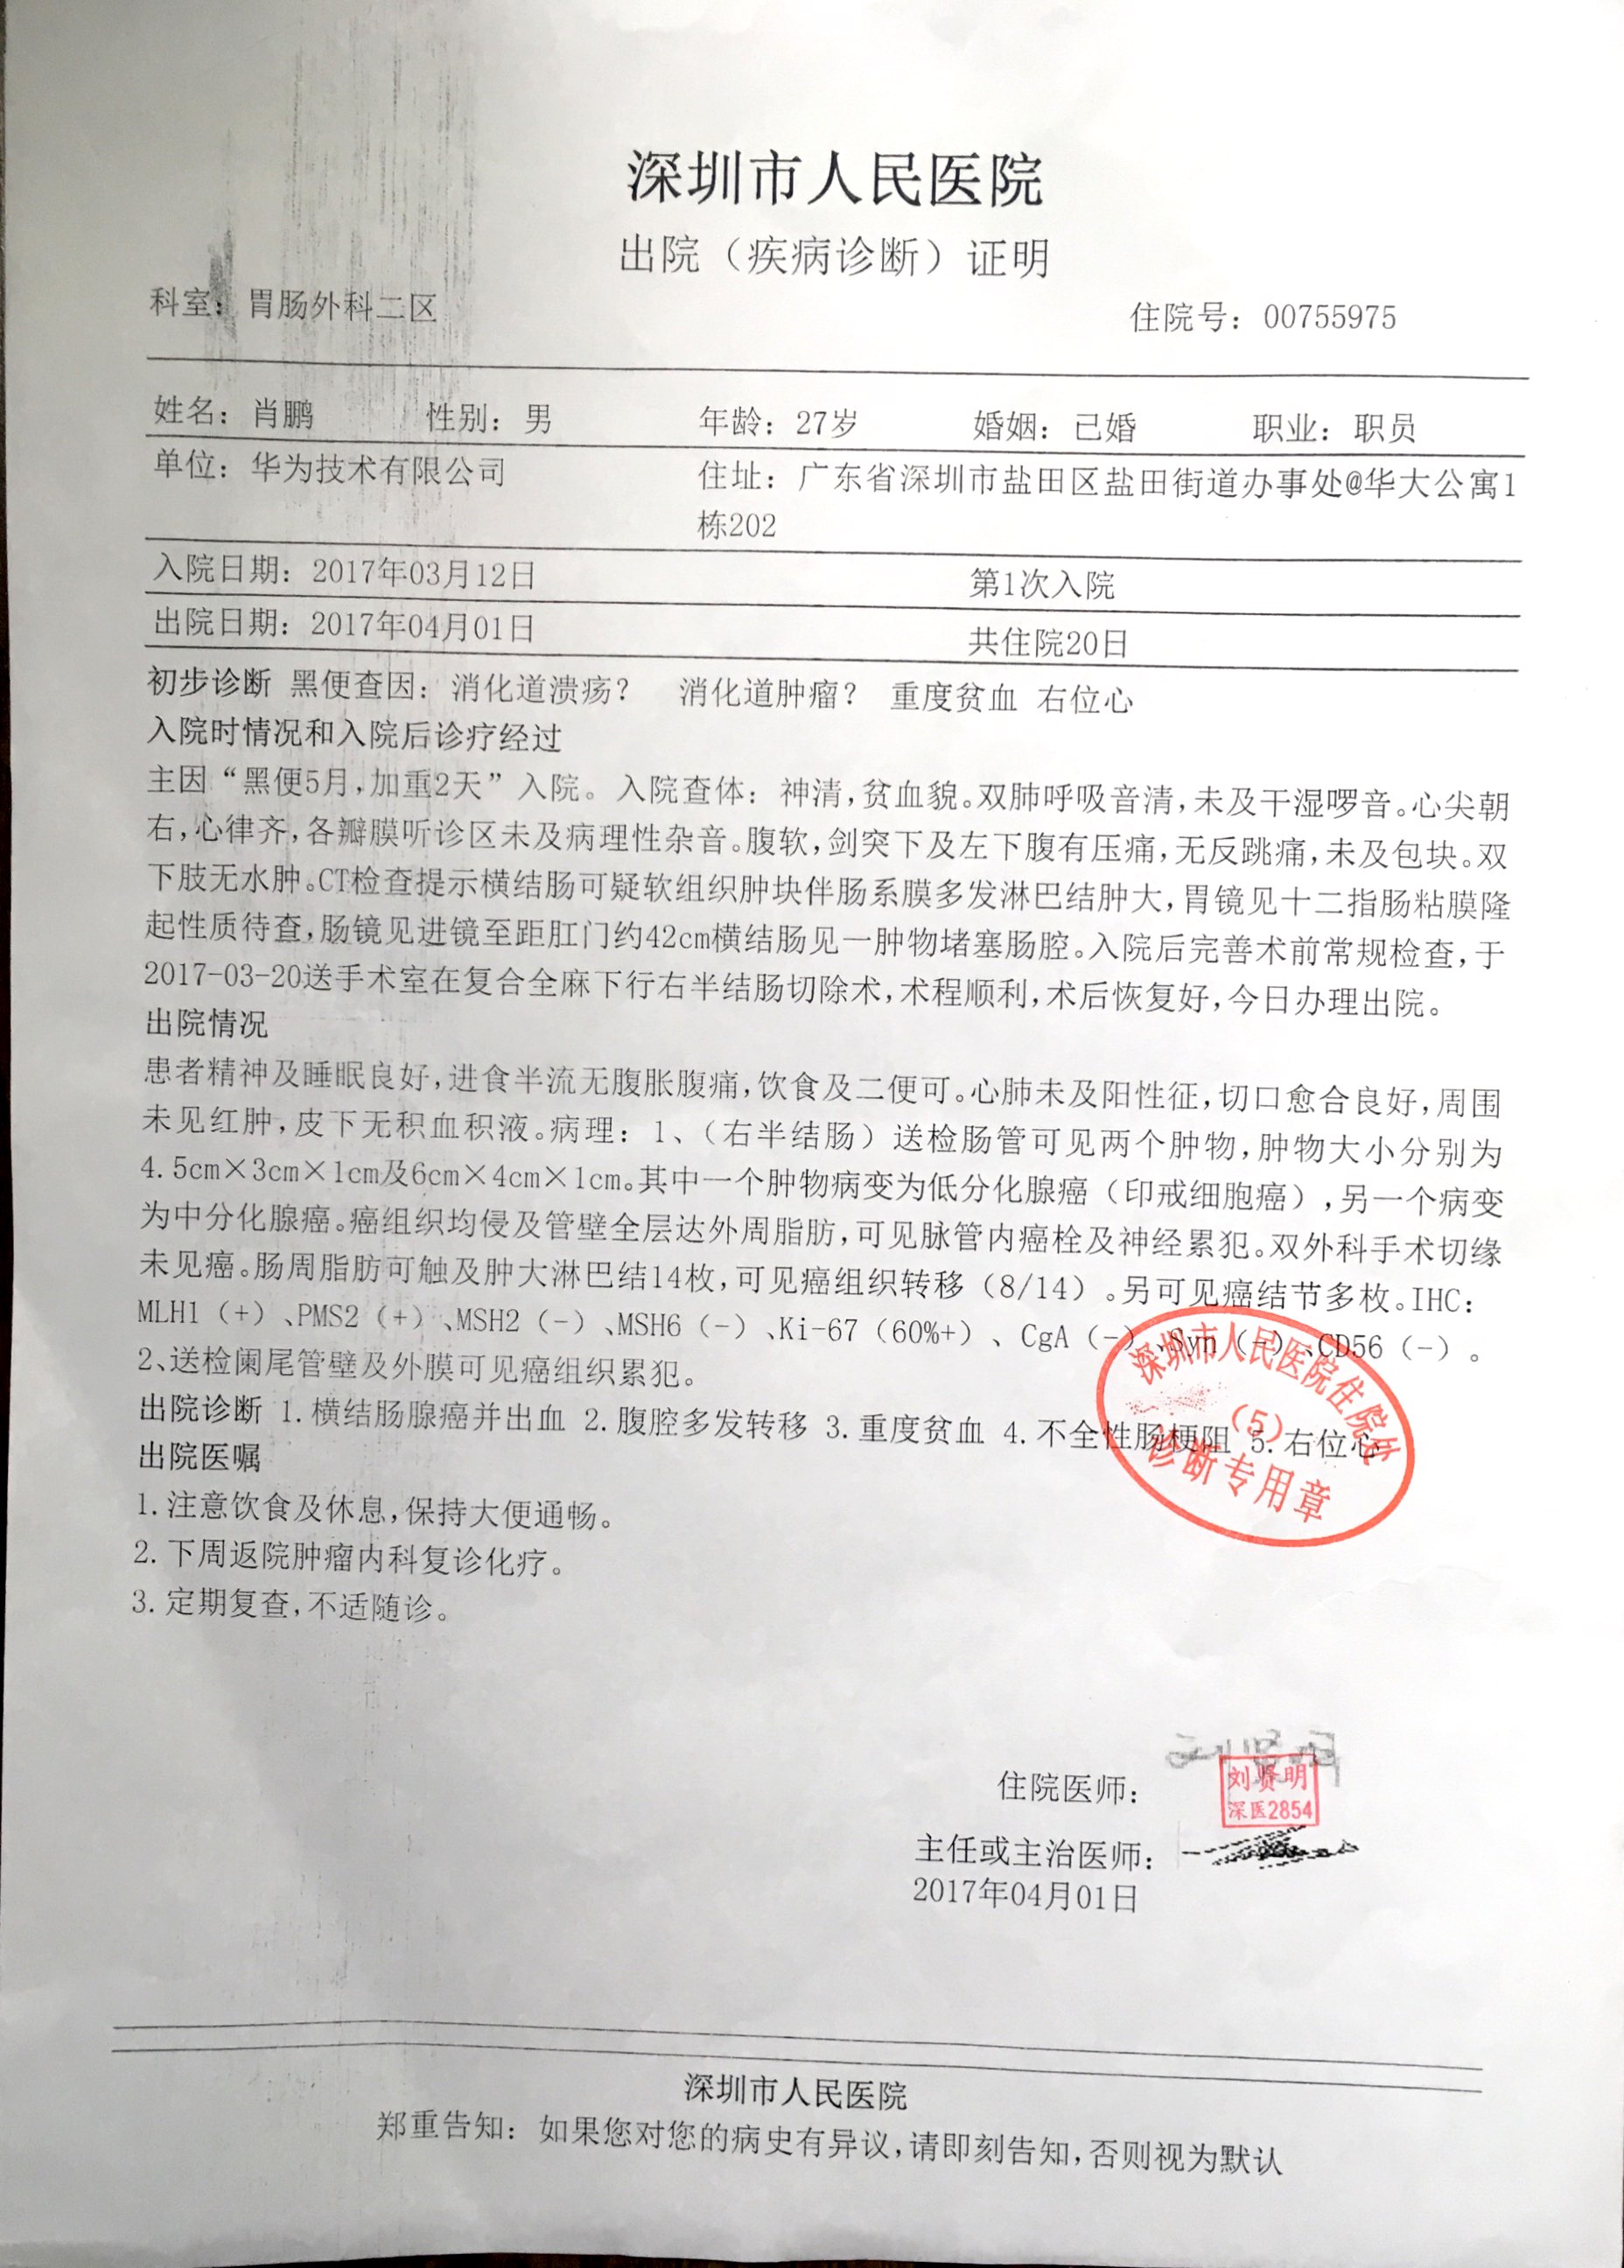 深圳市人民医院
出院（疾病诊断）证明
科室：胃肠外科二区 住院号：00755975
姓名：肖鹏 性别：男 年龄：27岁 婚姻：己婚 职业：职员
单位：华为技术有限公司 住址：广东省深圳市盐田区盐田街道办事处@华大公寓1
栋202
入院日期：2017年03月12日 第1次入院
出院日期：2017年04月01日 共住院20日
初步诊断 黑便查因：消化道溃疡？ 消化道肿瘤？ 重度贫血 右位心
入院时情况和入院后诊疗经过
主因“黑便5月，加重2天”入院。入院查体：神清，贫血貌。双肺呼吸音清，未及干湿啰音。心尖朝
右，心律齐，各瓣膜听诊区未及病理性杂音。腹软，剑突下及左下腹有压痛，无反跳痛，未及包块。双
下肢无水肿。CT检查提示横结肠可疑软组织肿块伴肠系膜多发淋巴结肿大，胃镜见十二指肠粘膜隆
起性质待查，肠镜见进镜至距肛门约42cm横结肠见一肿物堵塞肠腔。入院后完善术前常规检查，于
2017-03-20送手术室在复合全麻下行右半结肠切除术，术程顺利，术后恢复好，今日办理出院。
出院情况
患者精神及睡眠良好，进食半流无腹胀腹痛，饮食及二便可。心肺未及阳性征，切口愈合良好，周围
未见红肿，皮下无积血积液。病理：1、（右半结肠）送检肠管可见两个肿物，肿物大小分别为
4.5cm×3cm×1cm及6cm×4cm×1cm。其中一个肿物病变为低分化腺癌（印戒细胞癌），另一个病变
为中分化腺癌。癌组织均侵及管壁全层达外周脂肪，可见脉管内癌栓及神经累犯。双外科手术切缘
未见癌。肠周脂肪可触及肿大淋巴结14枚，可见癌组织转移（8/14）。另可见癌结节多枚。IHC：
MLH1（+）、PMS2（+）、MSH2（-）、MSH6（-）、Ki-67（60%+）、CgA（-）、Syn（-）、CD56（-）。
2、送检阑尾管壁及外膜可见癌组织累犯。
出院诊断 1.横结肠腺癌并出血 2.腹腔多发转移 3.重度贫血 4.不全性肠梗阻 5.右位心
深圳市人民医院住院处
（5）
诊断专用章
出院医嘱
1.注意饮食及休息，保持大便通畅。
2.下周返院肿瘤内科复诊化疗。
3.定期复查，不适随诊。
住院医师：
刘贤明
深医2854
主任或主治医师：
2017年04月01日
深圳市人民医院
郑重告知：如果您对您的病史有异议，请即刻告知，否则视为默认